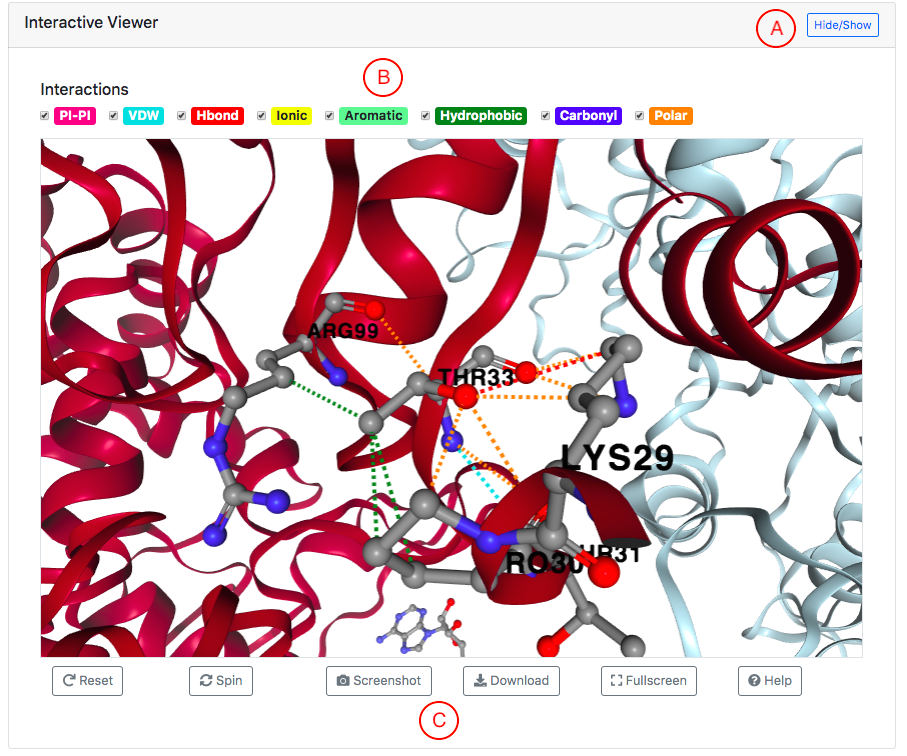 Interactive Viewer
A
Hide/Show
B
Interactions
PI-PI VDW Hbond Ionic Aromatic Hydrophobic Carbonyl Polar
ARG99
THR33
LYS29
RO30 HR31
Reset Spin Screenshot Download Fullscreen Help
C